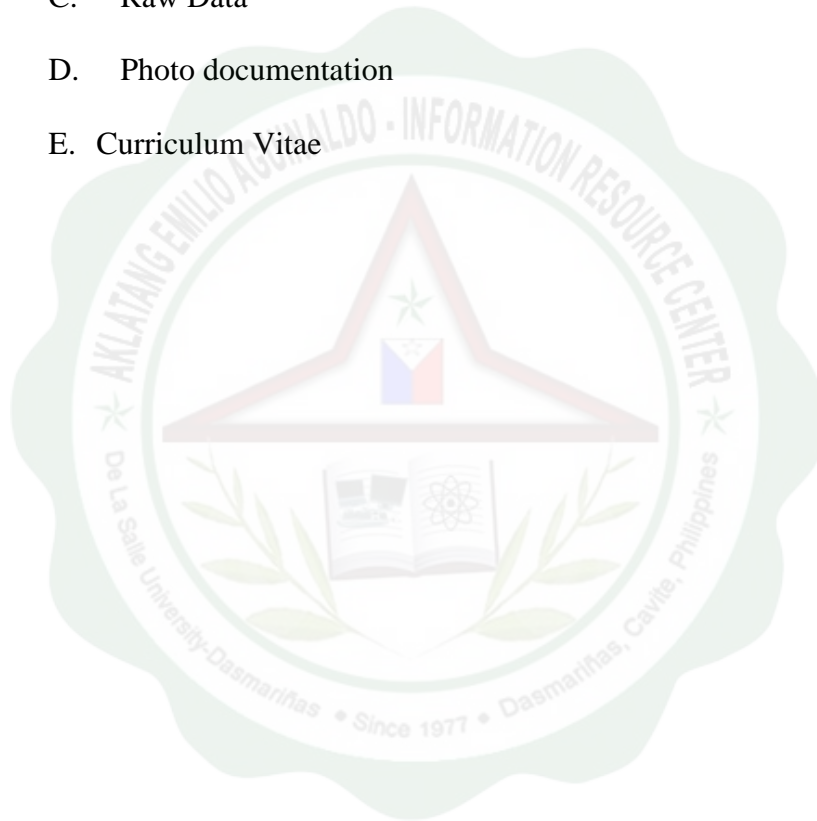 C. Raw Data
D. Photo documentation
E. Curriculum Vitae
AKLATANG EMILIO AGUINALDO - INFORMATION RESOURCE CENTER
De La Salle University-Dasmariñas • Since 1977 • Dasmariñas, Cavite, Philippines